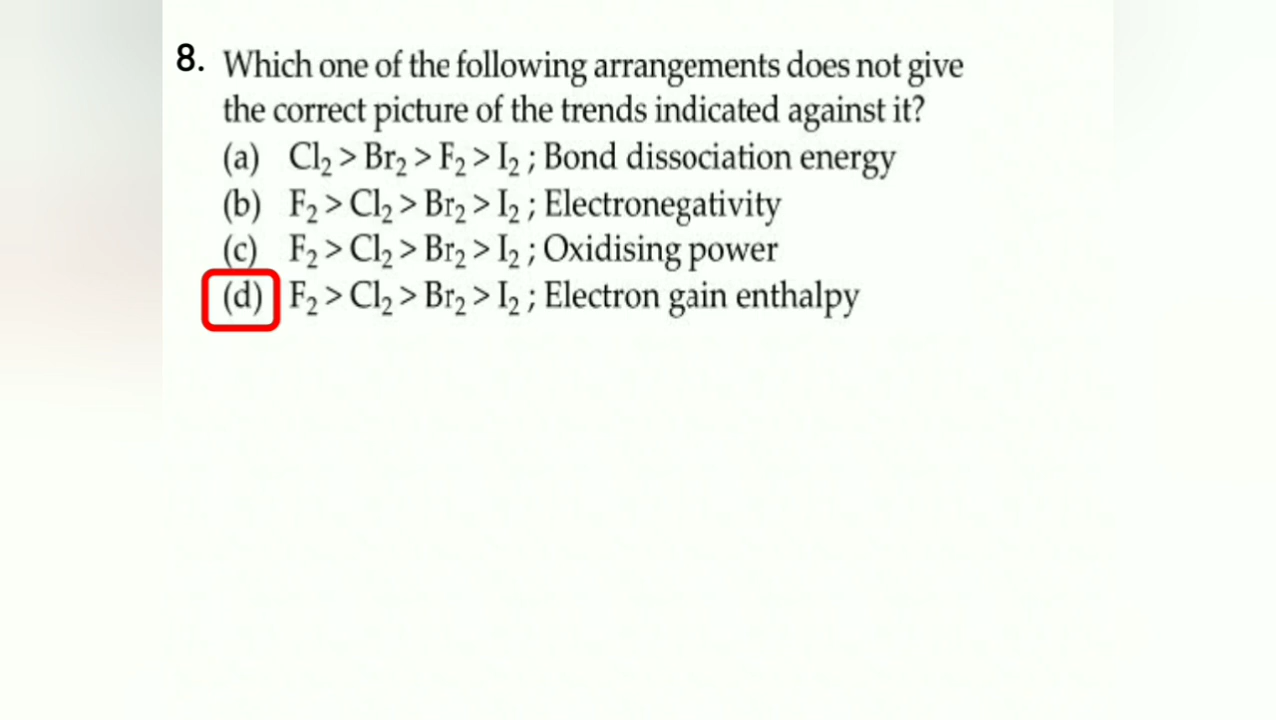 8. Which one of the following arrangements does not give
the correct picture of the trends indicated against it?
(a) Cl₂ > Br₂ > F₂ > I₂ ; Bond dissociation energy
(b) F₂ > Cl₂ > Br₂ > I₂ ; Electronegativity
(c) F₂ > Cl₂ > Br₂ > I₂ ; Oxidising power
(d) F₂ > Cl₂ > Br₂ > I₂ ; Electron gain enthalpy